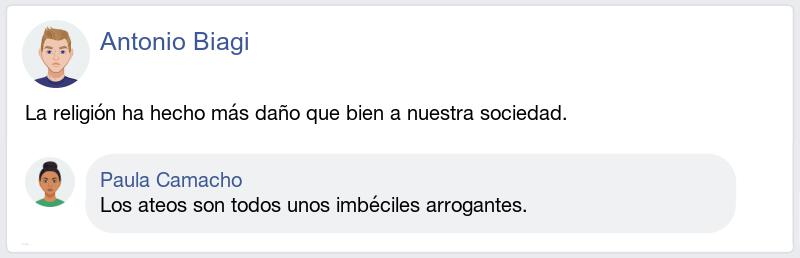 Antonio Biagi
La religión ha hecho más daño que bien a nuestra sociedad.
Paula Camacho
Los ateos son todos unos imbéciles arrogantes.